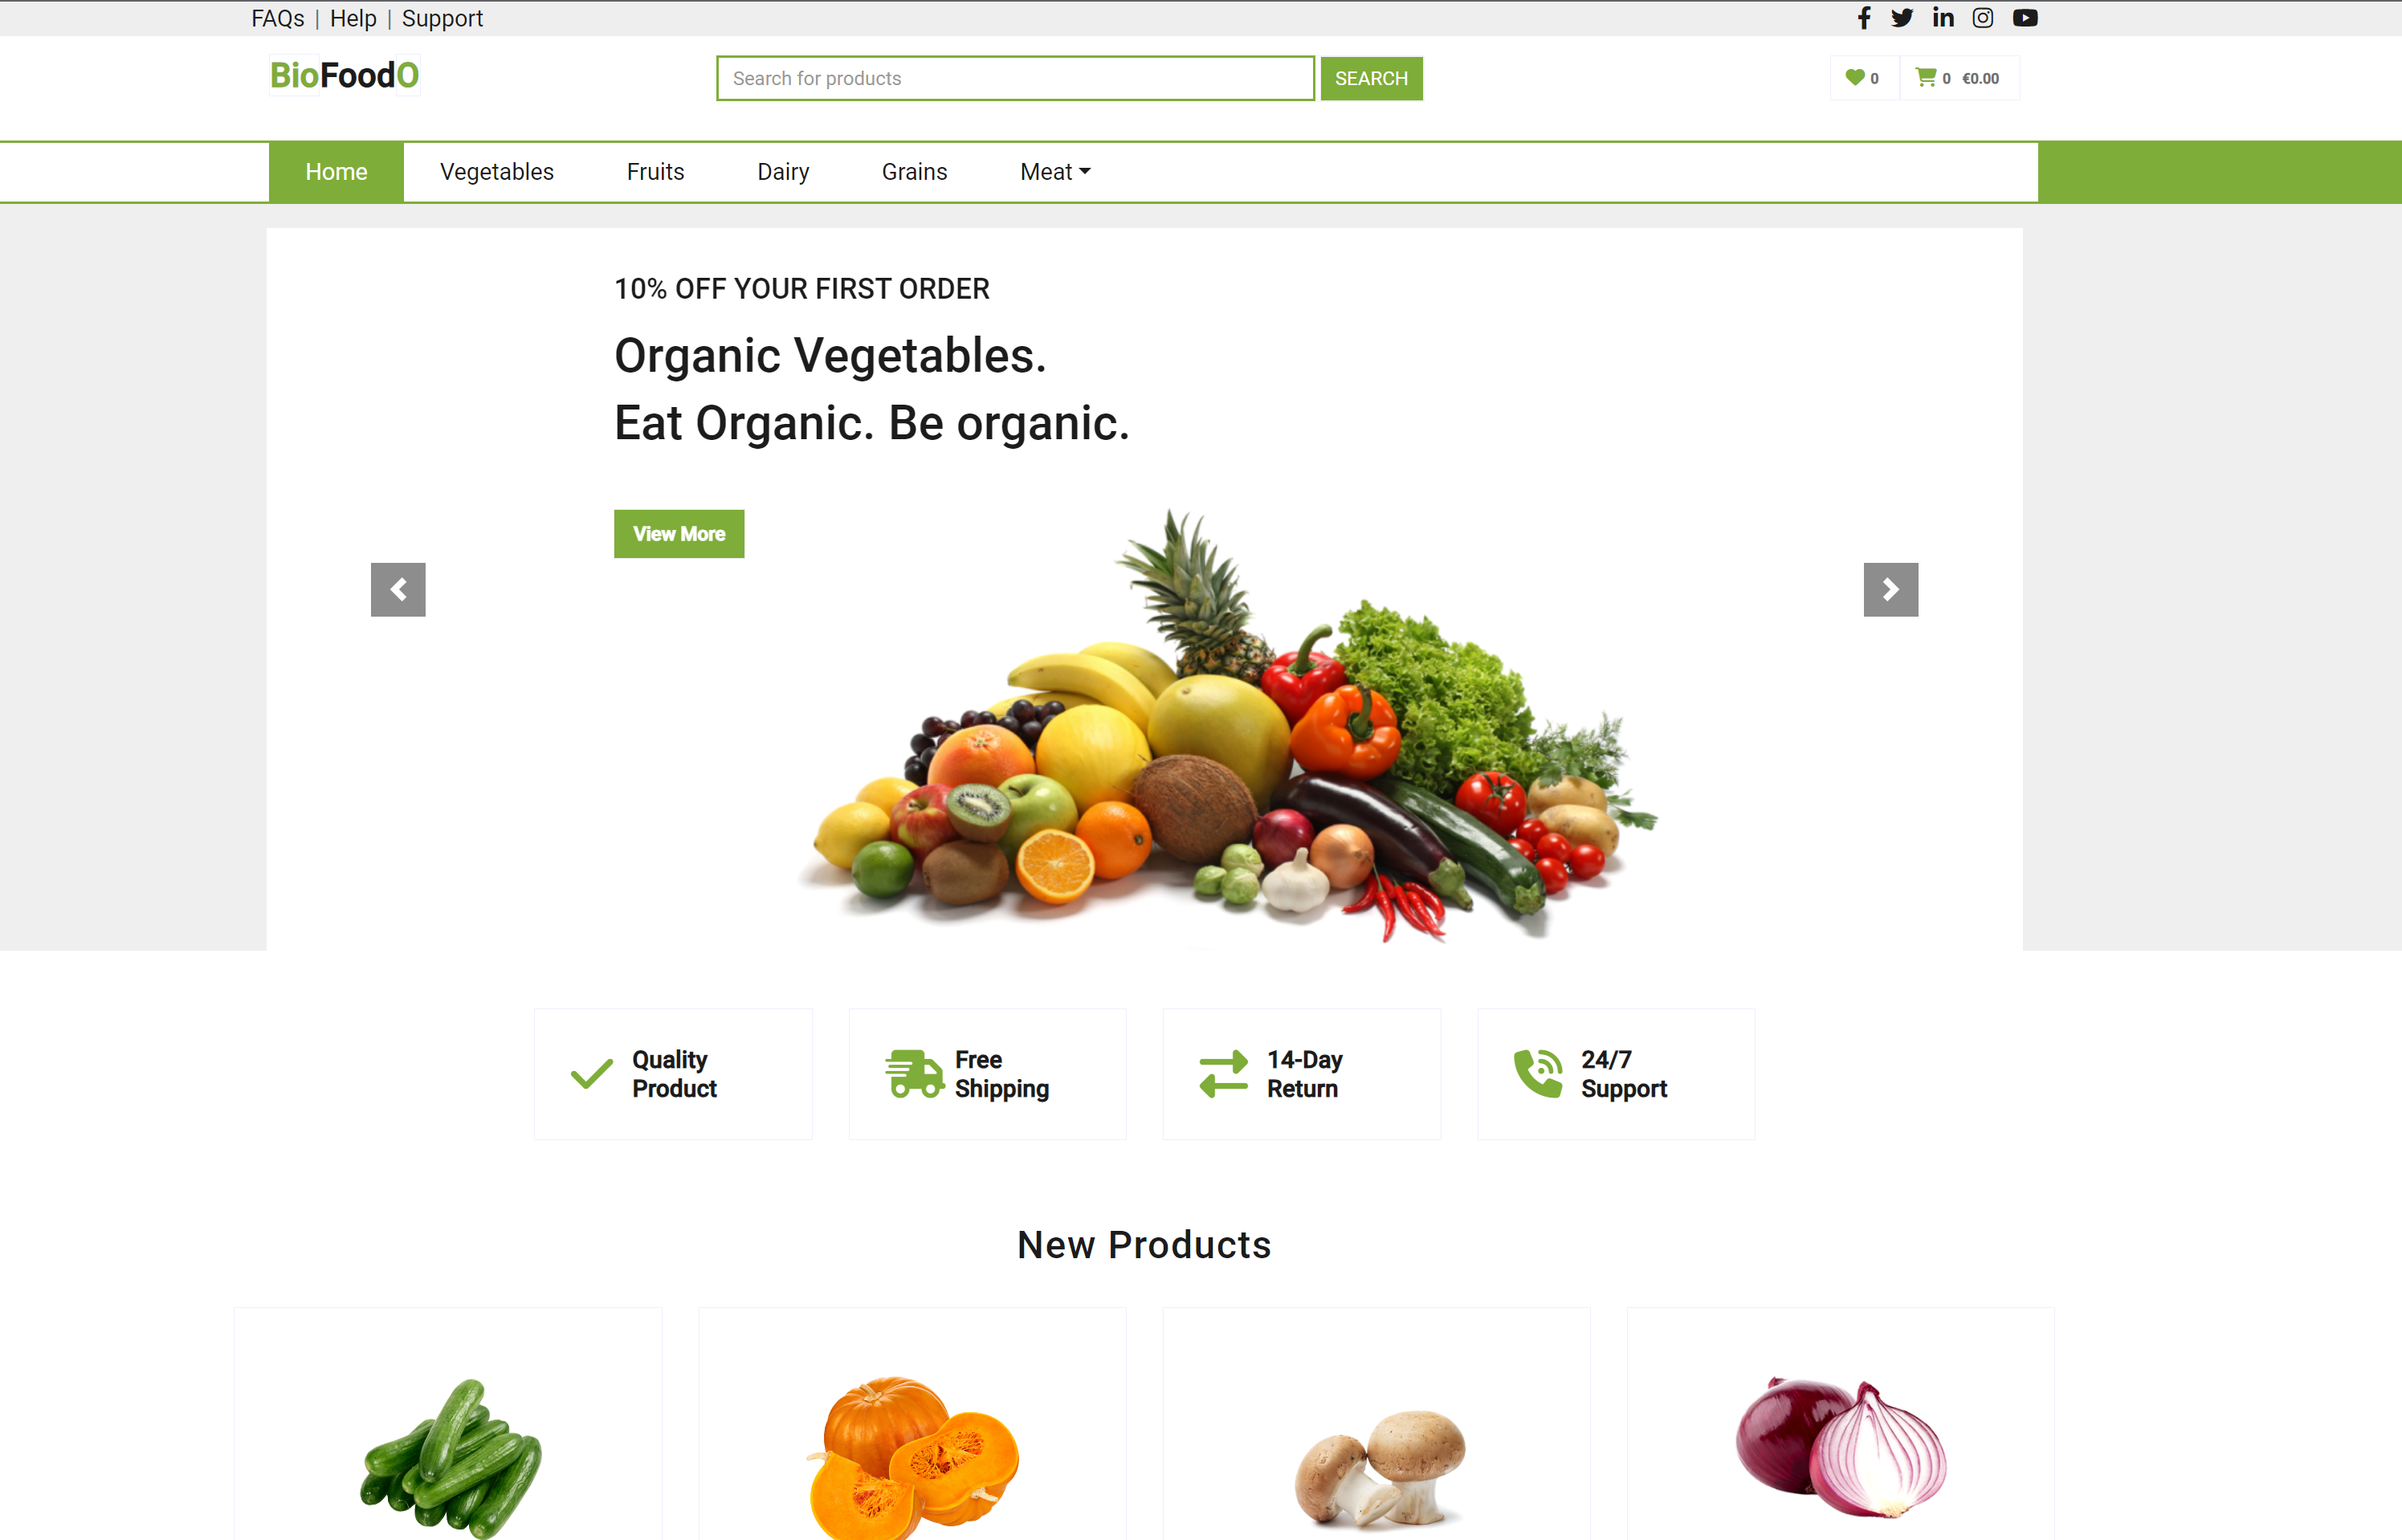 FAQs | Help | Support
BioFoodO
Search for products
SEARCH
0
0 €0.00
Home
Vegetables
Fruits
Dairy
Grains
Meat
10% OFF YOUR FIRST ORDER
Organic Vegetables.
Eat Organic. Be organic.
View More
Quality
Product
Free
Shipping
14-Day
Return
24/7
Support
New Products